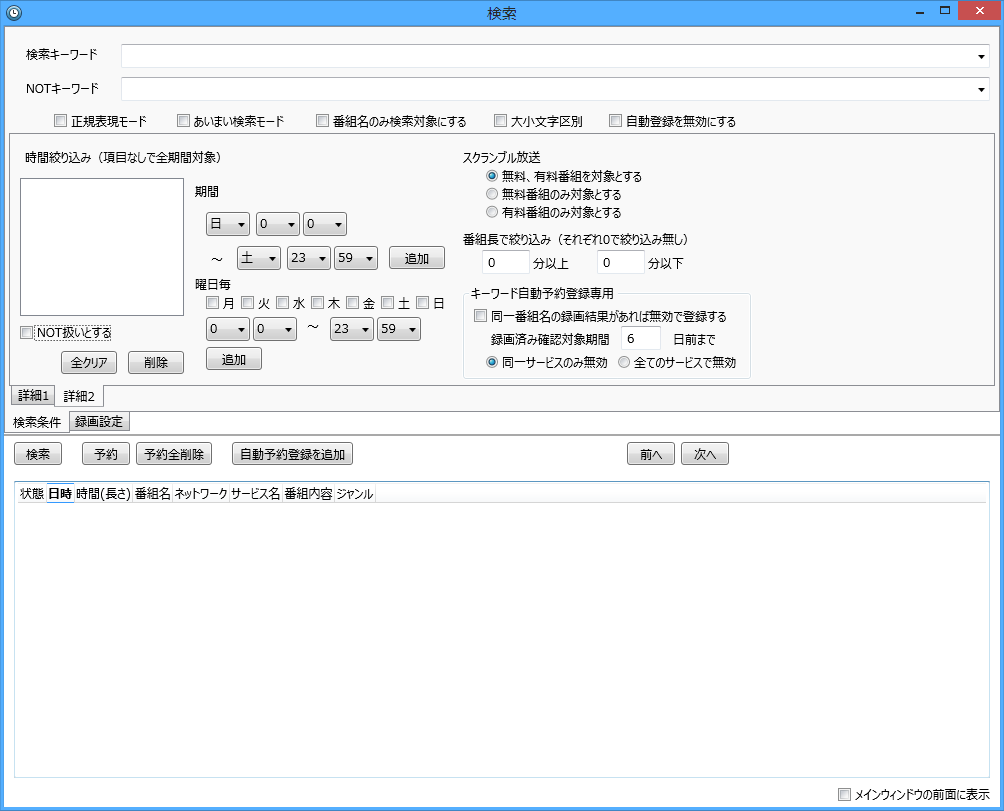 検索
検索キーワード
NOTキーワード
正規表現モード あいまい検索モード 番組名のみ検索対象にする 大小文字区別 自動登録を無効にする
時間絞り込み（項目なしで全期間対象） スクランブル放送
無料、有料番組を対象とする
期間 無料番組のみ対象とする
日 0 0 有料番組のみ対象とする
番組長で絞り込み（それぞれ0で絞り込み無し）
～ 土 23 59 追加 0 分以上 0 分以下
曜日毎 キーワード自動予約登録専用
月 火 水 木 金 土 日
同一番組名の録画結果があれば無効で登録する
0 0 ～ 23 59
NOT扱いとする 録画済み確認対象期間 6 日前まで
全クリア 削除 追加 同一サービスのみ無効 全てのサービスで無効
詳細1 詳細2
検索条件 録画設定
検索 予約 予約全削除 自動予約登録を追加 前へ 次へ
状態 日時 時間(長さ) 番組名 ネットワーク サービス名 番組内容 ジャンル
メインウィンドウの前面に表示